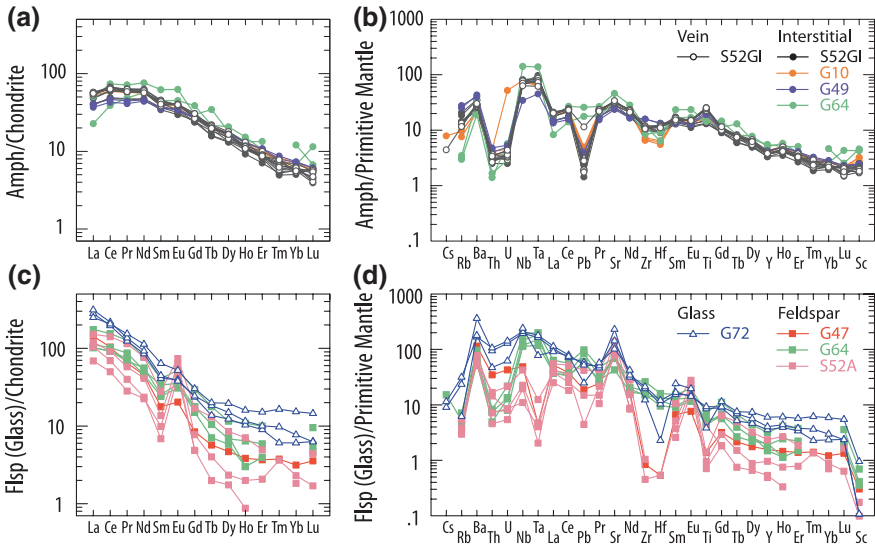 (a)
Amph/Chondrite
100
10
1
La Ce Pr Nd Sm Eu Gd Tb Dy Ho Er Tm Yb Lu
(b)
Amph/Primitive Mantle
1000
100
10
1
.1
Vein Interstitial
S52GI S52GI
G10
G49
G64
Cs Rb Ba Th U Nb Ta La Ce Pb Pr Sr Nd Zr Hf Sm Eu Ti Gd Tb Dy Y Ho Er Tm Yb Lu Sc
(c)
Flsp (Glass)/Chondrite
100
10
1
La Ce Pr Nd Sm Eu Gd Tb Dy Ho Er Tm Yb Lu
(d)
Flsp (Glass)/Primitive Mantle
1000
100
10
1
.1
Glass Feldspar
G72 G47
G64
S52A
Cs Rb Ba Th U Nb Ta La Ce Pb Pr Sr Nd Zr Hf Sm Eu Ti Gd Tb Dy Y Ho Er Tm Yb Lu Sc